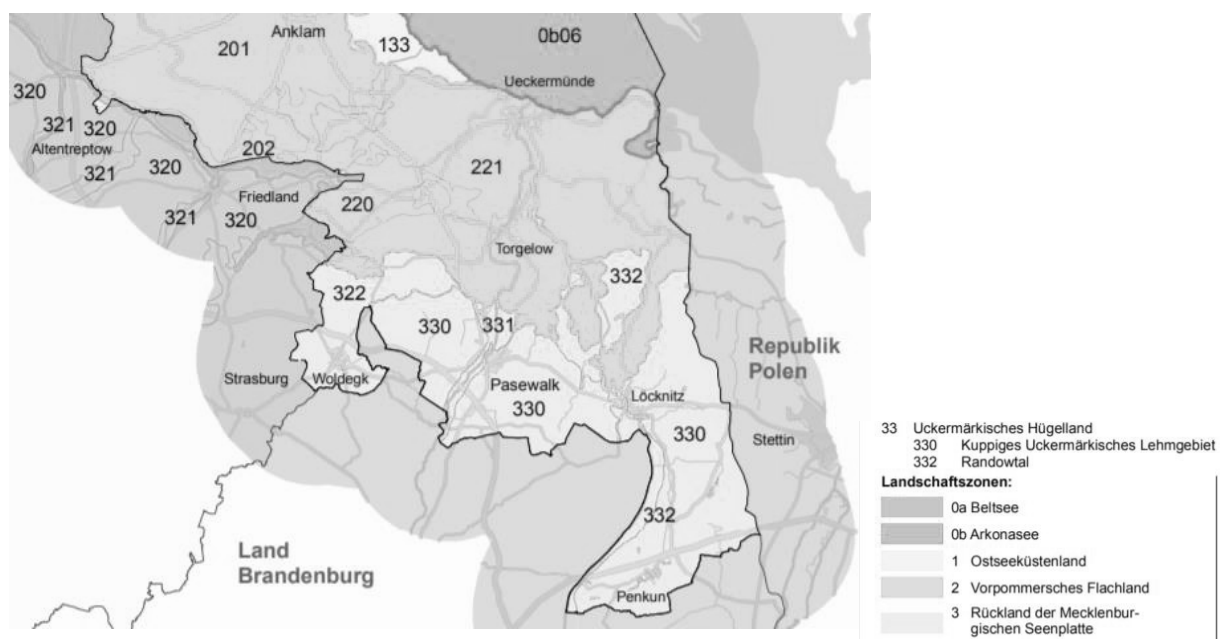 Anklam
201
133
0b06
Ueckermünde
320
321
320
Altentreptow
202
321
320
221
Friedland
220
321
320
Torgelow
332
322
330
331
Republik
Polen
Strasburg
Woldegk
Pasewalk
330
Löcknitz
330
Stettin
332
Land
Brandenburg
Penkun
33 Uckermärkisches Hügelland
330 Kuppiges Uckermärkisches Lehmgebiet
332 Randowtal
Landschaftszonen:
0a Beltsee
0b Arkonasee
1 Ostseeküstenland
2 Vorpommersches Flachland
3 Rückland der Mecklenbur-
gischen Seenplatte